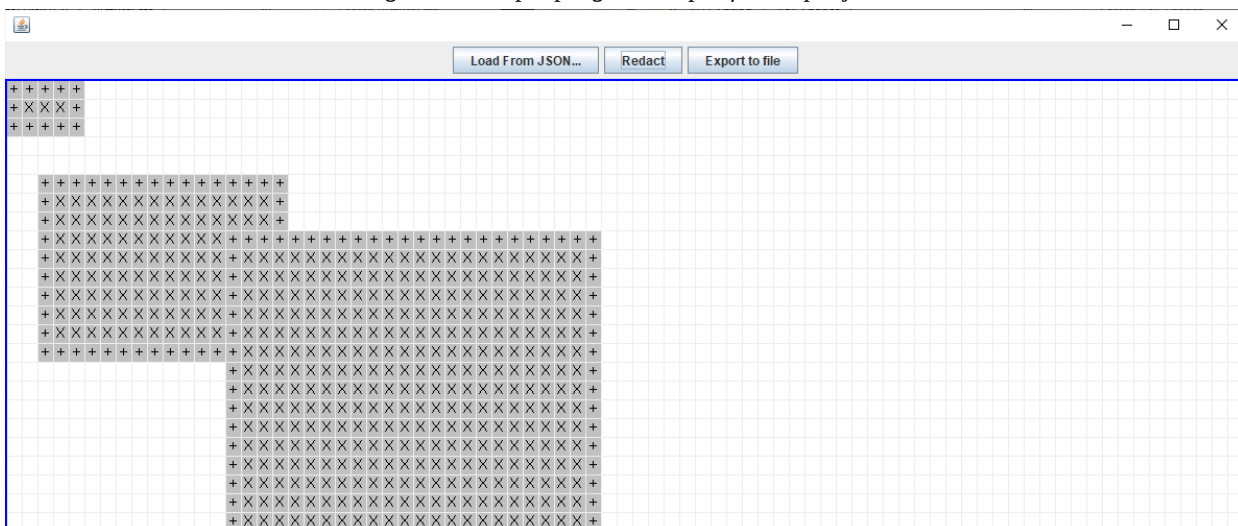 Load From JSON... Redact Export to file
+ + + + +
+ X X X +
+ + + + +
+ + + + + + + + + + + + + + + +
+ X X X X X X X X X X X X X X +
+ X X X X X X X X X X X X X X +
+ X X X X X X X X X X X + + + + + + + + + + + + + + + + + + + + + + + +
+ X X X X X X X X X X X + X X X X X X X X X X X X X X X X X X X X X X +
+ X X X X X X X X X X X + X X X X X X X X X X X X X X X X X X X X X X +
+ X X X X X X X X X X X + X X X X X X X X X X X X X X X X X X X X X X +
+ X X X X X X X X X X X + X X X X X X X X X X X X X X X X X X X X X X +
+ X X X X X X X X X X X + X X X X X X X X X X X X X X X X X X X X X X +
+ + + + + + + + + + + + + X X X X X X X X X X X X X X X X X X X X X X +
+ X X X X X X X X X X X X X X X X X X X X X X +
+ X X X X X X X X X X X X X X X X X X X X X X +
+ X X X X X X X X X X X X X X X X X X X X X X +
+ X X X X X X X X X X X X X X X X X X X X X X +
+ X X X X X X X X X X X X X X X X X X X X X X +
+ X X X X X X X X X X X X X X X X X X X X X X +
+ X X X X X X X X X X X X X X X X X X X X X X +
+ X X X X X X X X X X X X X X X X X X X X X X +
+ X X X X X X X X X X X X X X X X X X X X X X +